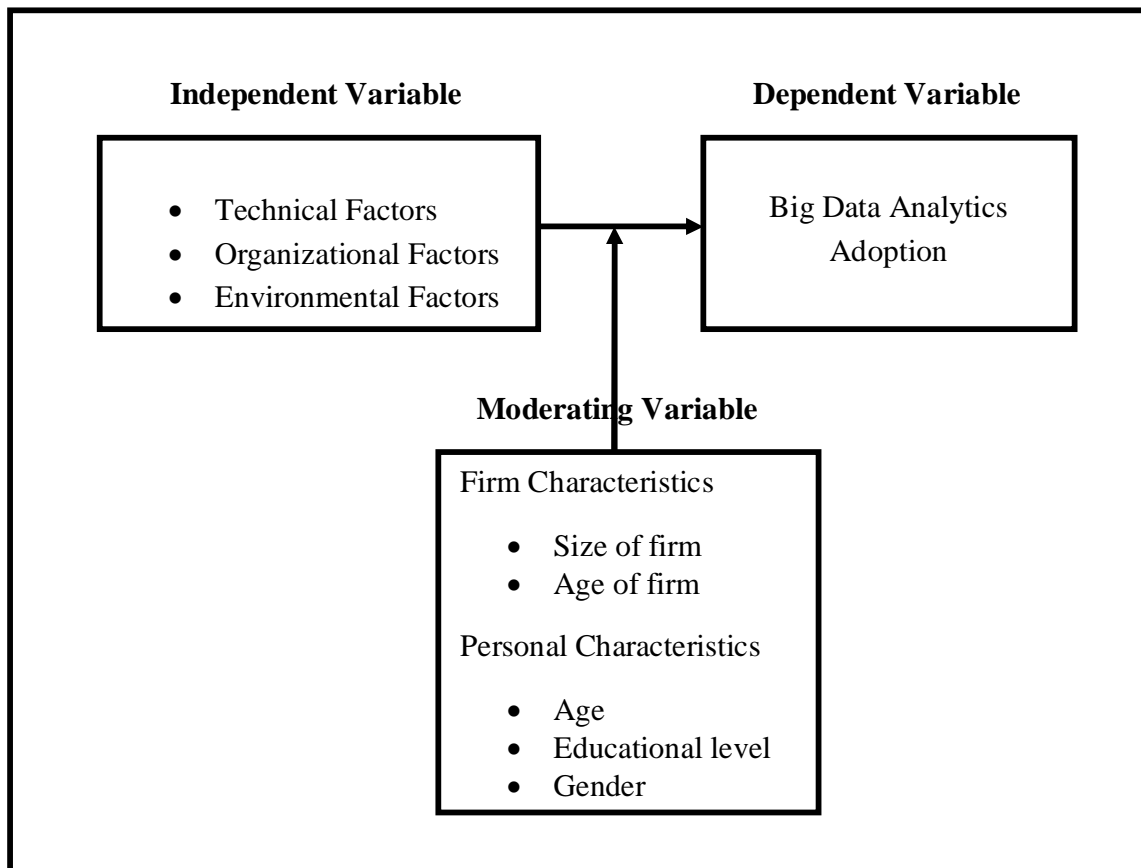 Independent Variable
• Technical Factors
• Organizational Factors
• Environmental Factors
Dependent Variable
Big Data Analytics
Adoption
Moderating Variable
Firm Characteristics
• Size of firm
• Age of firm
Personal Characteristics
• Age
• Educational level
• Gender